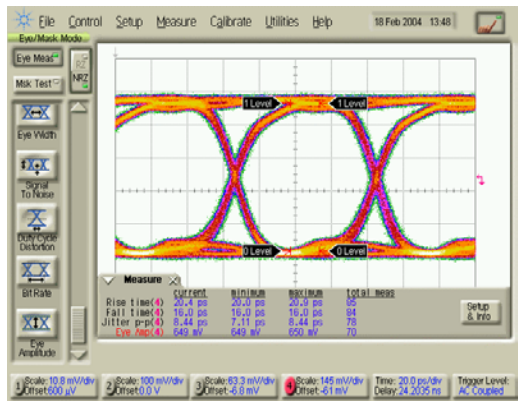 File Control Setup Measure Calibrate Utilities Help 18 Feb 2004 13:48
Eye/Mask Mode
Eye Meas
NRZ
Msk Test
Eye Width
Signal To Noise
Duty Cycle Distortion
Bit Rate
Eye Amplitude
1 Level 1 Level
0 Level 0 Level
Measure
current minimum maximum total meas
Rise time(4) 20.4 ps 20.0 ps 20.9 ps 85
Fall time(4) 16.0 ps 16.0 ps 16.0 ps 84
Jitter p-p(4) 8.44 ps 7.11 ps 8.44 ps 78
Eye Amp(4) 649 mV 649 mV 650 mV 70
Setup & Info
1 Scale: 10.8 mV/div Offset:600 µV
2 Scale: 100 mV/div Offset:0.0 V
3 Scale:63.3 mV/div Offset:-6.8 mV
4 Scale: 145 mV/div Offset:-61 mV
Time: 20.0 ps/div Delay:24.2035 ns
Trigger Level: AC Coupled